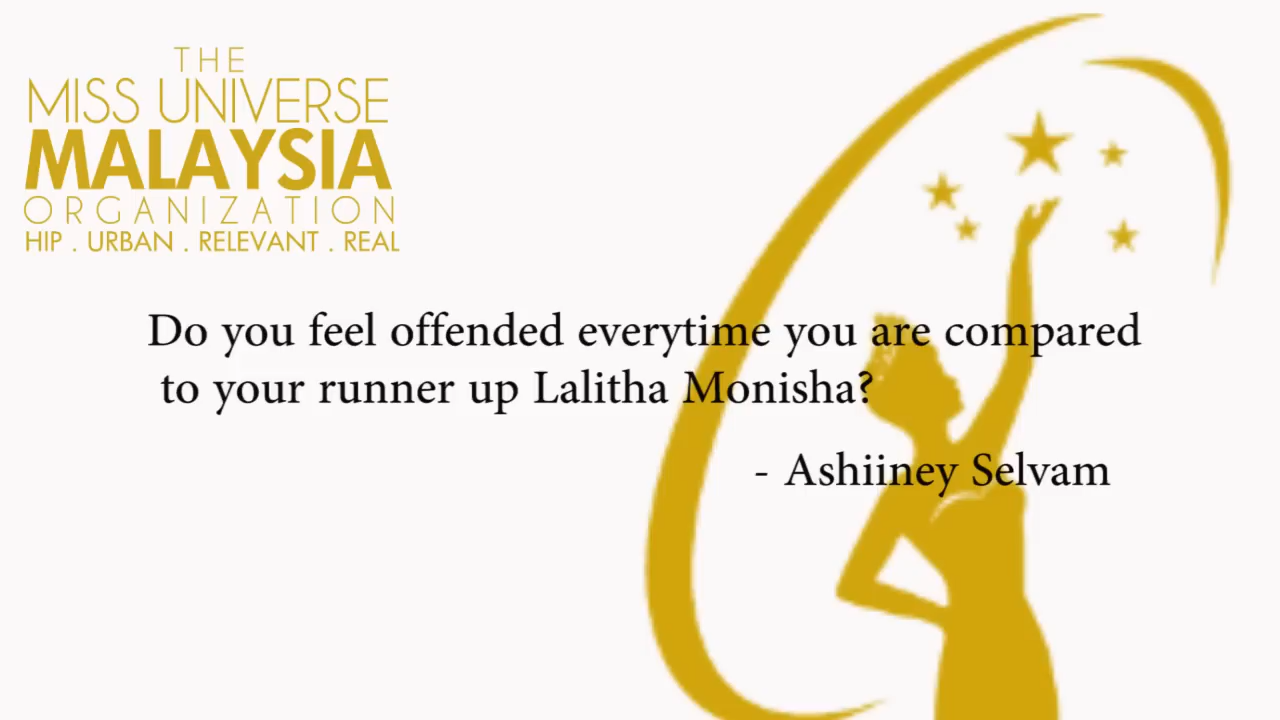 THE
MISS UNIVERSE
MALAYSIA
ORGANIZATION
HIP . URBAN . RELEVANT . REAL
Do you feel offended everytime you are compared
to your runner up Lalitha Monisha?
- Ashiiney Selvam